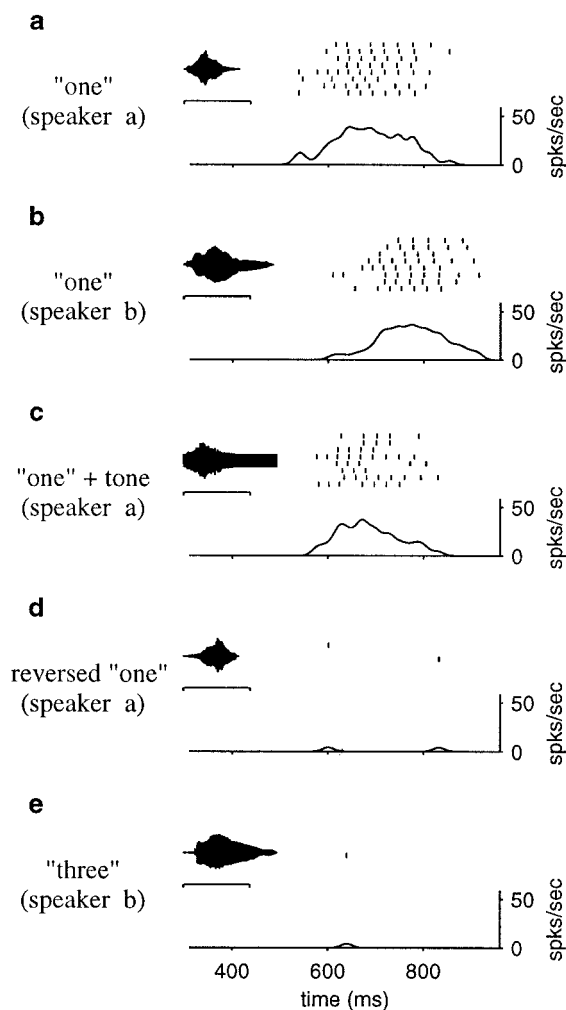 a
"one"
(speaker a)
50
0
spks/sec
b
"one"
(speaker b)
50
0
spks/sec
c
"one" + tone
(speaker a)
50
0
spks/sec
d
reversed "one"
(speaker a)
50
0
spks/sec
e
"three"
(speaker b)
50
0
spks/sec
400 600 800
time (ms)